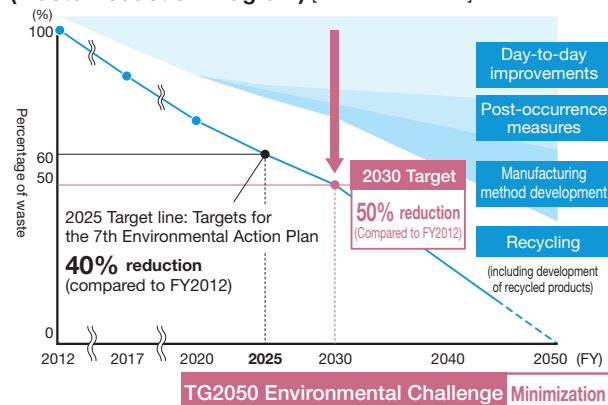 (%)
100
Percentage of waste
60
50
0
Day-to-day
improvements
Post-occurrence
measures
Manufacturing
method development
Recycling
(including development
of recycled products)
2030 Target
50% reduction
(Compared to FY2012)
2025 Target line: Targets for
the 7th Environmental Action Plan
40% reduction
(compared to FY2012)
2012 2017 2020 2025 2030 2040 2050 (FY)
TG2050 Environmental Challenge Minimization